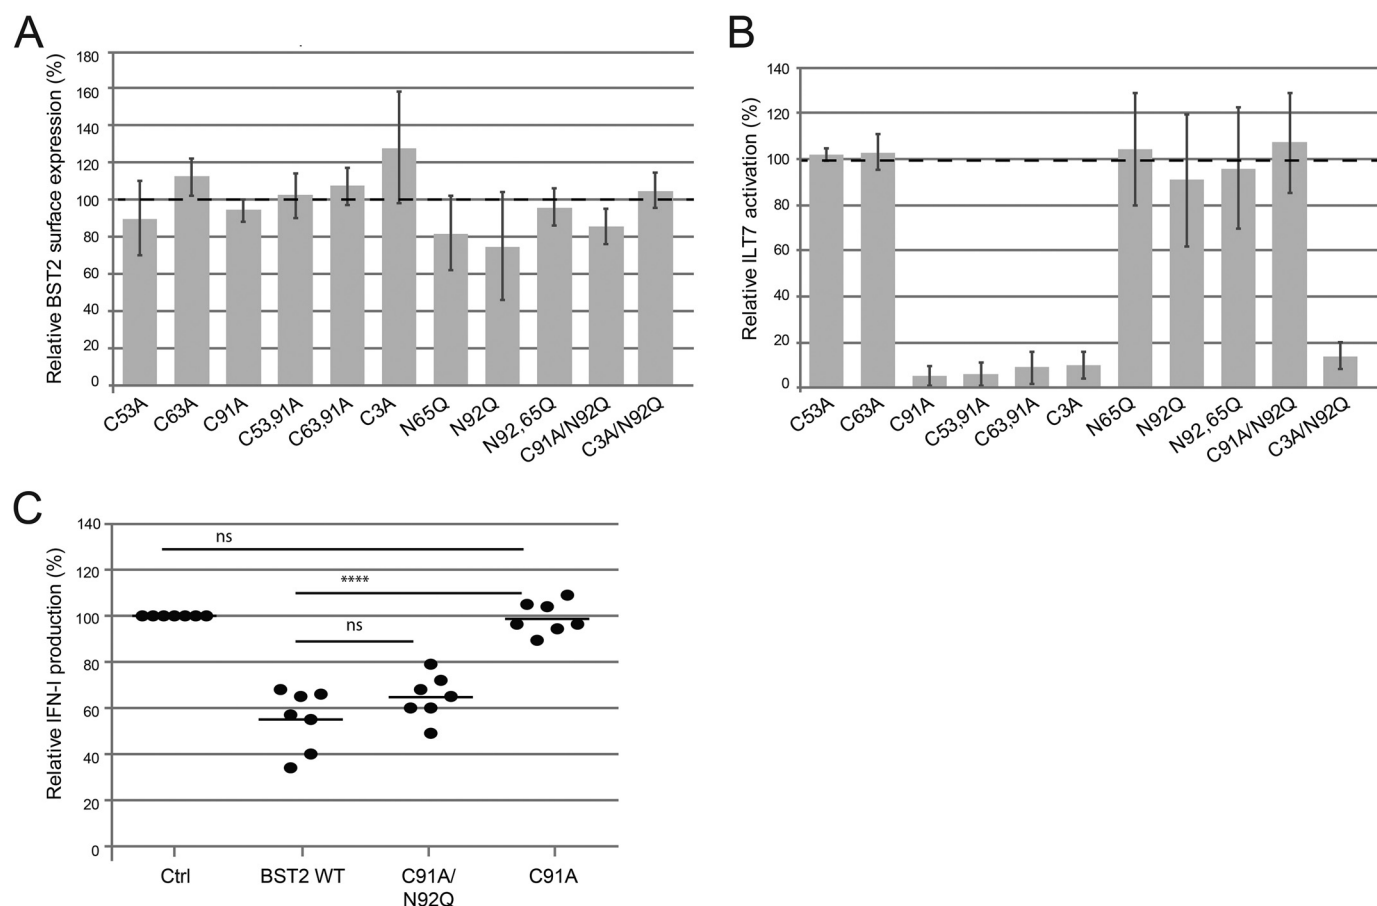 A
Relative BST2 surface expression (%)
180
160
140
120
100
80
60
40
20
0
C53A
C63A
C91A
C53,91A
C63,91A
C3A
N65Q
N92Q
N92, 65Q
C91A/N92Q
C3A/N92Q
B
Relative ILT7 activation (%)
140
120
100
80
60
40
20
0
C53A
C63A
C91A
C53,91A
C63,91A
C3A
N65Q
N92Q
N92, 65Q
C91A/N92Q
C3A/N92Q
C
Relative IFN-I production (%)
140
120
100
80
60
40
20
0
ns
****
ns
Ctrl
BST2 WT
C91A/
N92Q
C91A